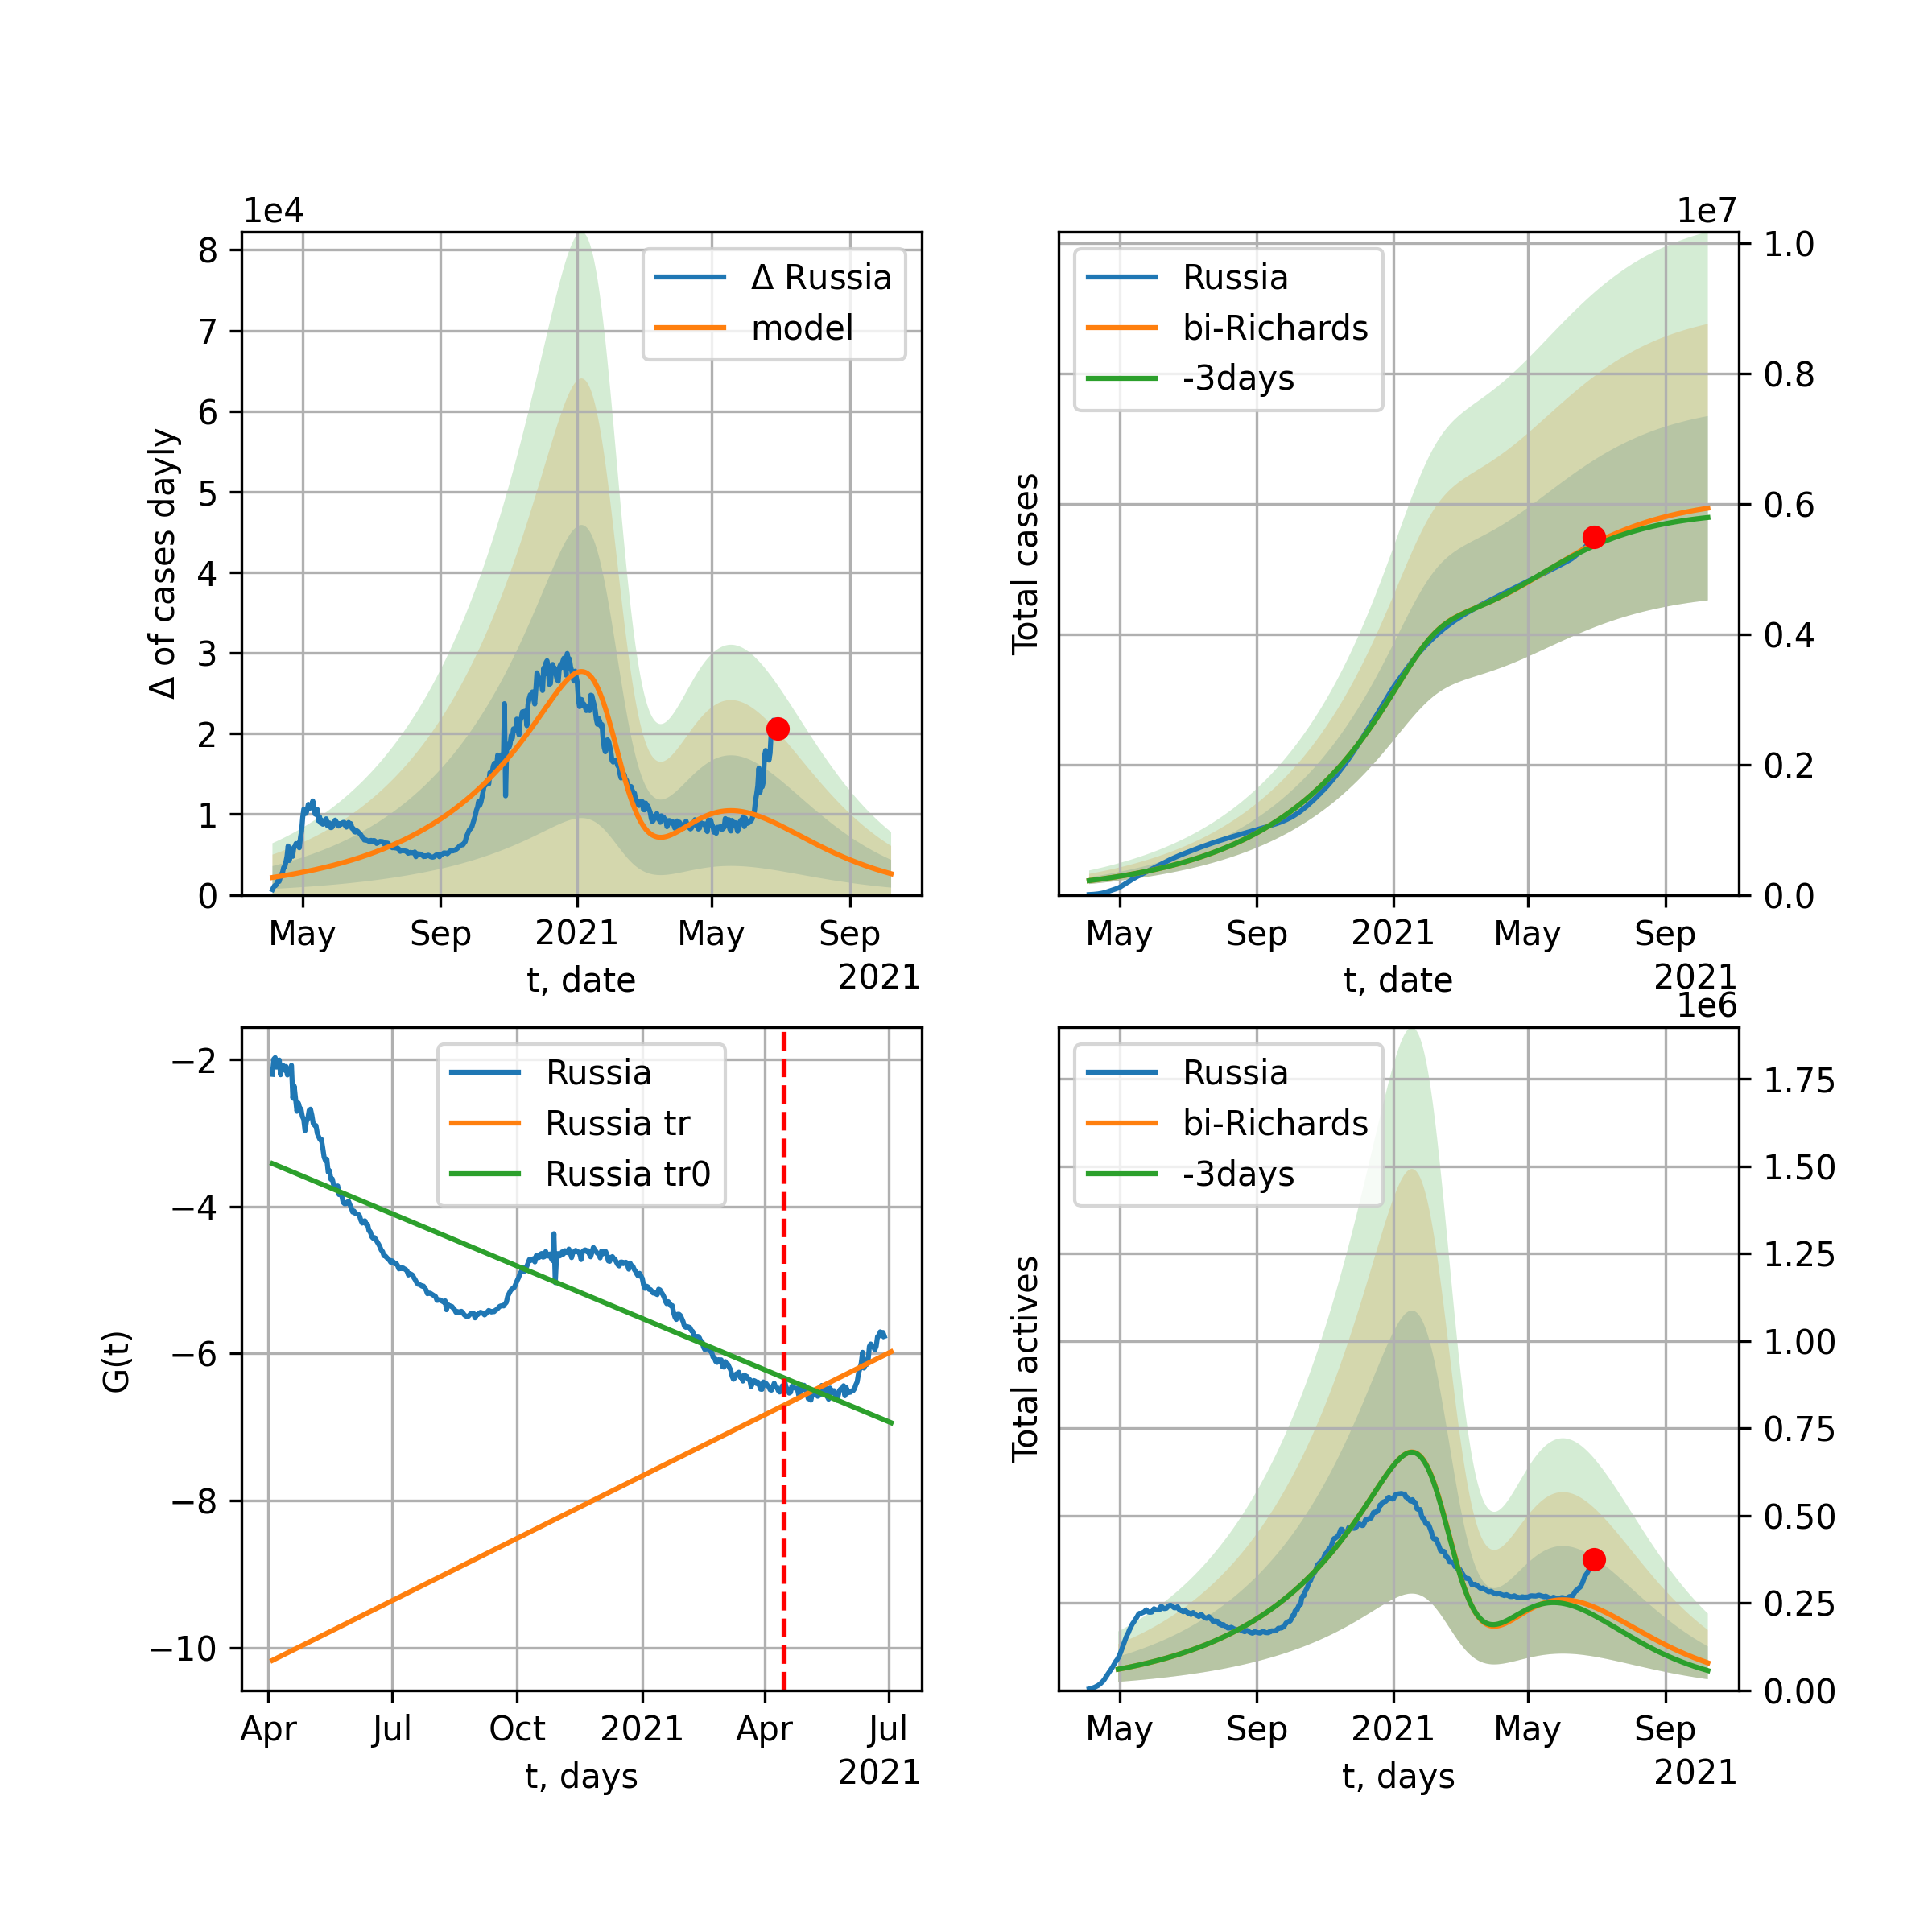 1e4
8
7
6
5
4
3
2
1
0
Δ of cases dayly
Δ Russia
model
May Sep 2021 May Sep
t, date
2021
1e7
1.0
0.8
0.6
0.4
0.2
0.0
Total cases
Russia
bi-Richards
-3days
May Sep 2021 May Sep
t, date
2021
−2
−4
−6
−8
−10
G(t)
Russia
Russia tr
Russia tr0
Apr Jul Oct 2021 Apr Jul
t, days
2021
1e6
1.75
1.50
1.25
1.00
0.75
0.50
0.25
0.00
Total actives
Russia
bi-Richards
-3days
May Sep 2021 May Sep
t, days
2021